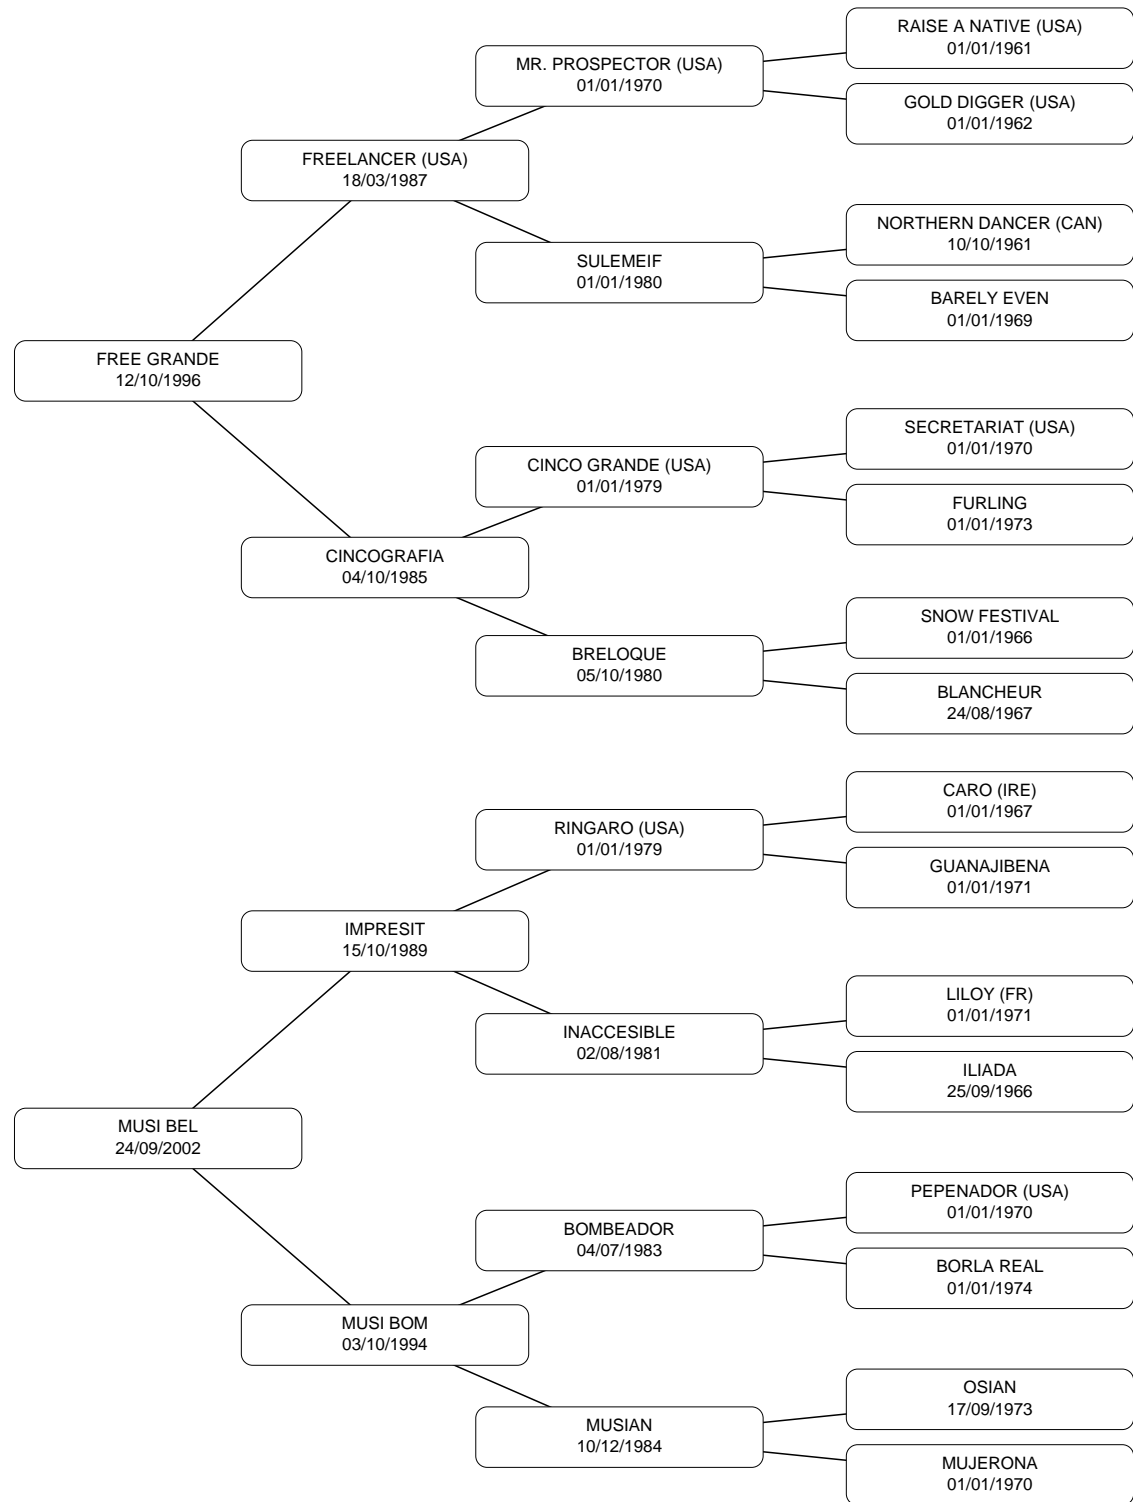 RAISE A NATIVE (USA)
01/01/1961
MR. PROSPECTOR (USA)
01/01/1970
GOLD DIGGER (USA)
01/01/1962
FREELANCER (USA)
18/03/1987
NORTHERN DANCER (CAN)
10/10/1961
SULEMEIF
01/01/1980
BARELY EVEN
01/01/1969
FREE GRANDE
12/10/1996
SECRETARIAT (USA)
01/01/1970
CINCO GRANDE (USA)
01/01/1979
FURLING
01/01/1973
CINCOGRAFIA
04/10/1985
SNOW FESTIVAL
01/01/1966
BRELOQUE
05/10/1980
BLANCHEUR
24/08/1967
CARO (IRE)
01/01/1967
RINGARO (USA)
01/01/1979
GUANAJIBENA
01/01/1971
IMPRESIT
15/10/1989
LILOY (FR)
01/01/1971
INACCESIBLE
02/08/1981
ILIADA
25/09/1966
MUSI BEL
24/09/2002
PEPENADOR (USA)
01/01/1970
BOMBEADOR
04/07/1983
BORLA REAL
01/01/1974
MUSI BOM
03/10/1994
OSIAN
17/09/1973
MUSIAN
10/12/1984
MUJERONA
01/01/1970